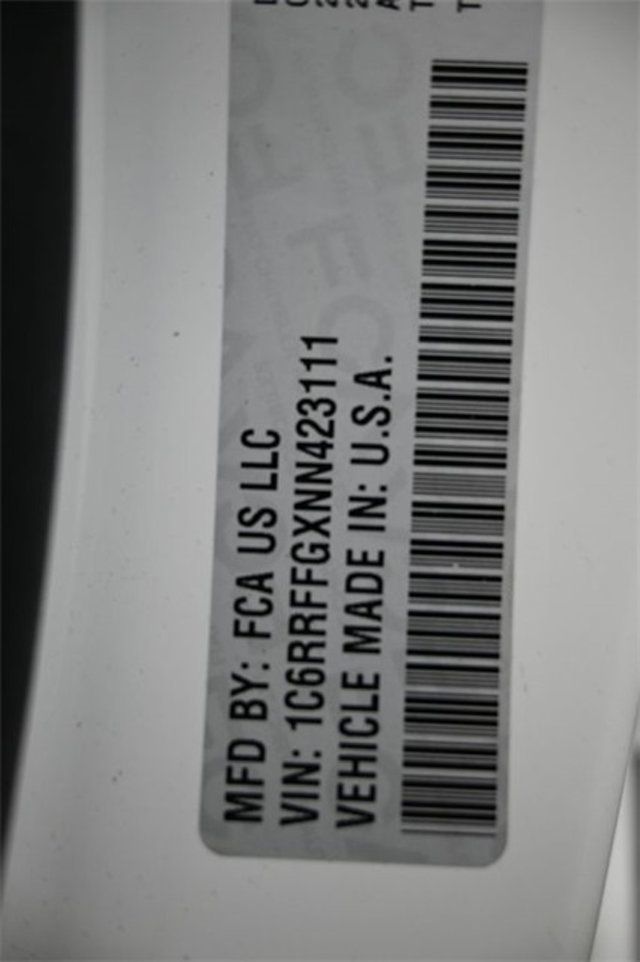 MFD BY: FCA US LLC
VIN: 1C6RRFFGXNN423111
VEHICLE MADE IN: U.S.A.